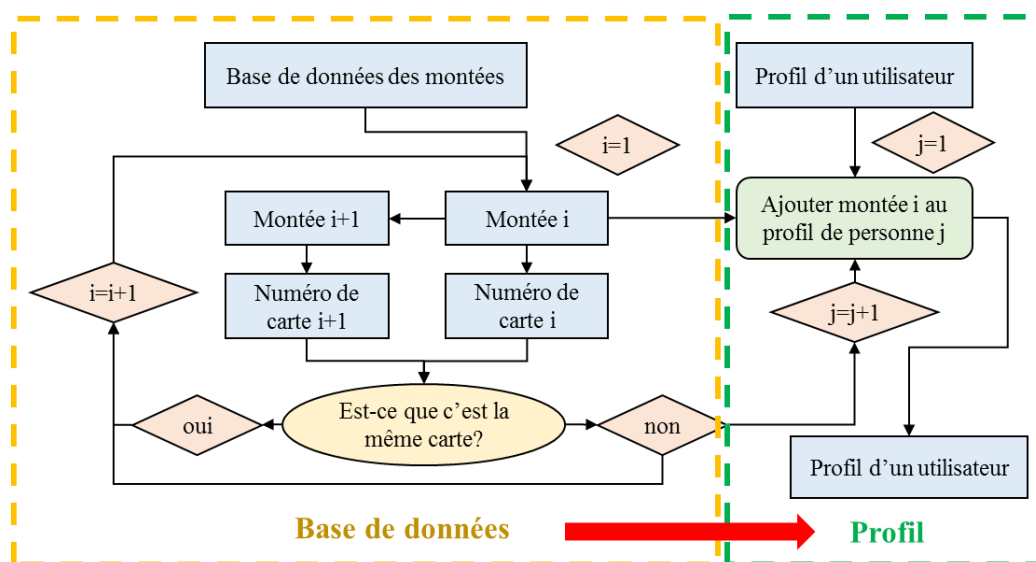 Base de données des montées
Profil d’un utilisateur
i=1
j=1
Montée i+1
Montée i
Ajouter montée i au
profil de personne j
i=i+1
Numéro de
carte i+1
Numéro de
carte i
j=j+1
oui
Est-ce que c’est la
même carte?
non
Profil d’un utilisateur
Base de données
Profil